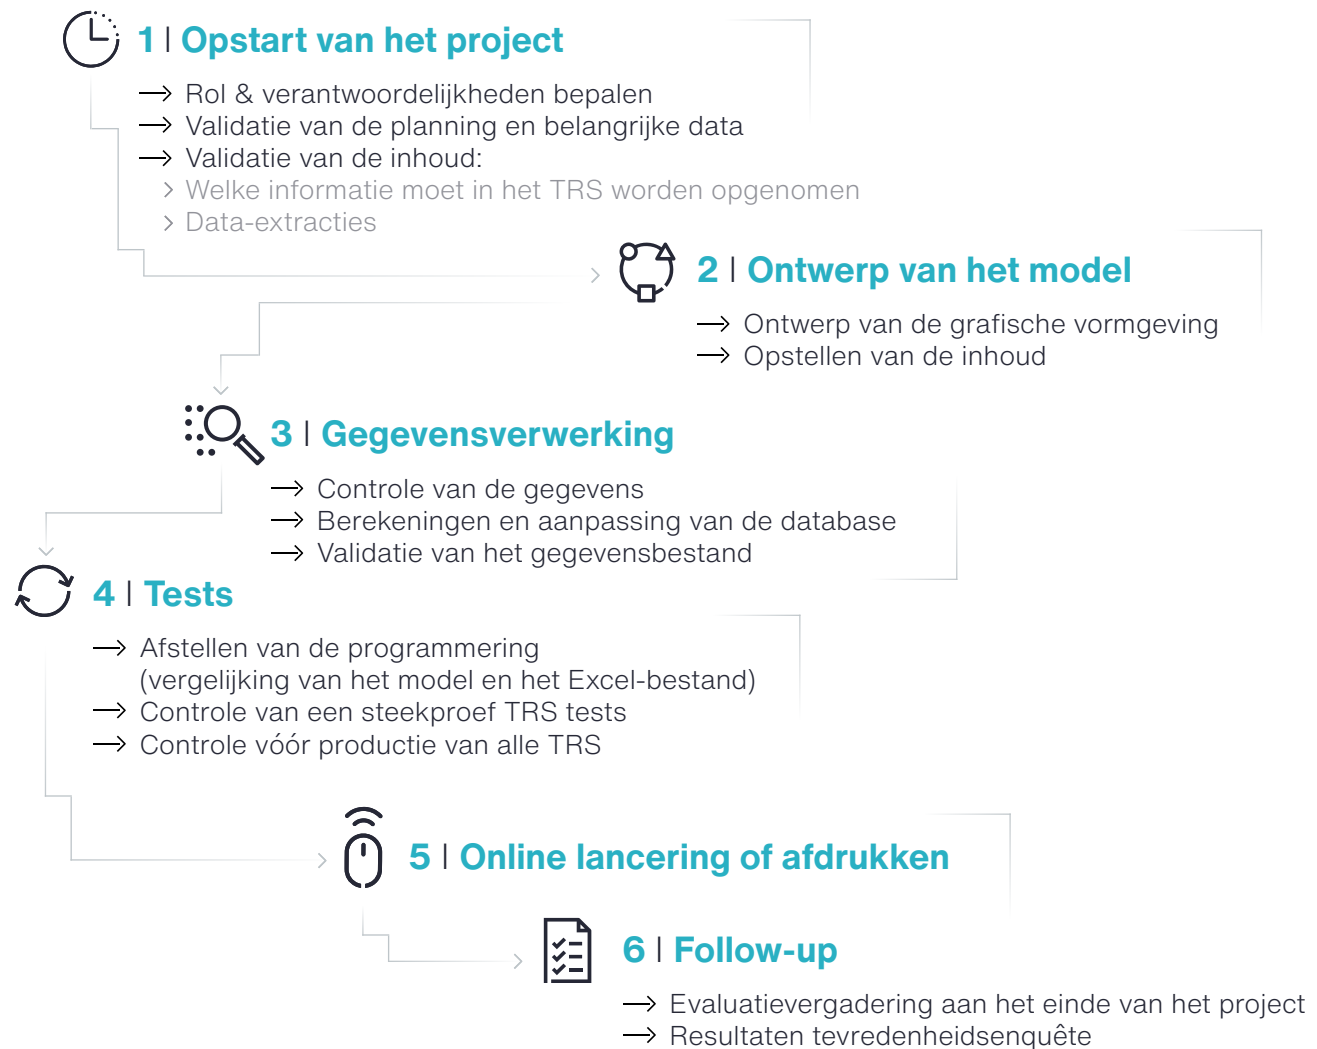 1 | Opstart van het project
→ Rol & verantwoordelijkheden bepalen
→ Validatie van de planning en belangrijke data
→ Validatie van de inhoud:
> Welke informatie moet in het TRS worden opgenomen
> Data-extracties
2 | Ontwerp van het model
→ Ontwerp van de grafische vormgeving
→ Opstellen van de inhoud
3 | Gegevensverwerking
→ Controle van de gegevens
→ Berekeningen en aanpassing van de database
→ Validatie van het gegevensbestand
4 | Tests
→ Afstellen van de programmering
(vergelijking van het model en het Excel-bestand)
→ Controle van een steekproef TRS tests
→ Controle vóór productie van alle TRS
5 | Online lancering of afdrukken
6 | Follow-up
→ Evaluatievergadering aan het einde van het project
→ Resultaten tevredenheidsenquête